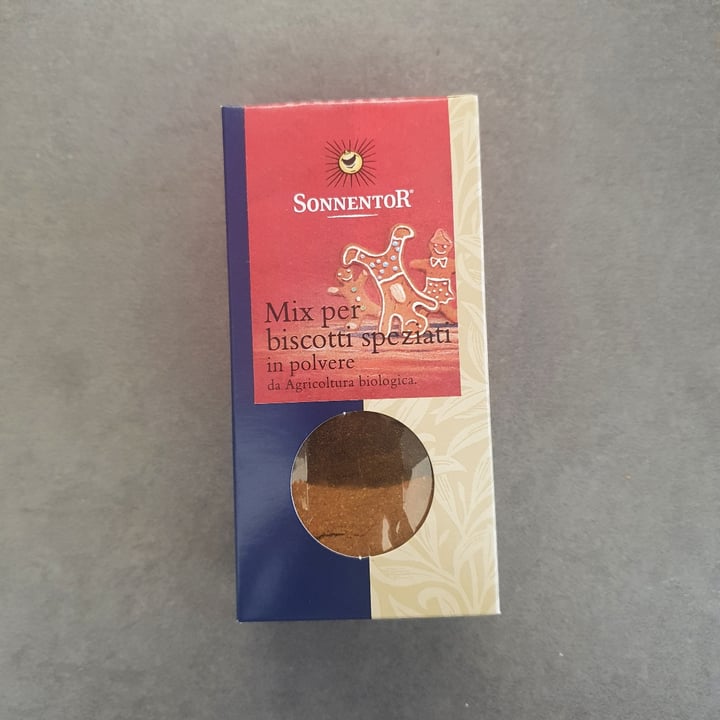 SONNENTOR®
Mix per
biscotti speziati
in polvere
da Agricoltura biologica.